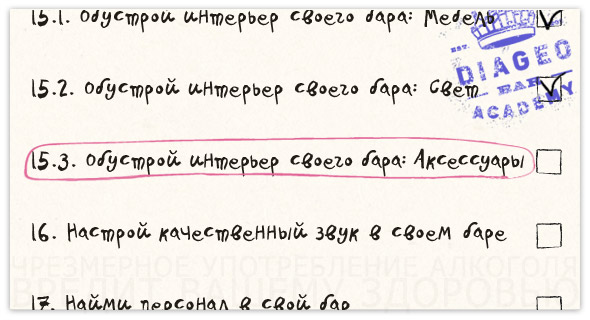 15.1. Обустрой интерьер своего бара: Мебель
DIAGEO
BAR
ACADEMY
15.2. Обустрой интерьер своего бара: Свет
15.3. Обустрой интерьер своего бара: Аксессуары
16. Настрой качественный звук в своем баре
ЧРЕЗМЕРНОЕ УПОТРЕБЛЕНИЕ АЛКОГОЛЯ
ВРЕДИТ ВАШЕМУ ЗДОРОВЬЮ
17. Найми персонал в свой бар